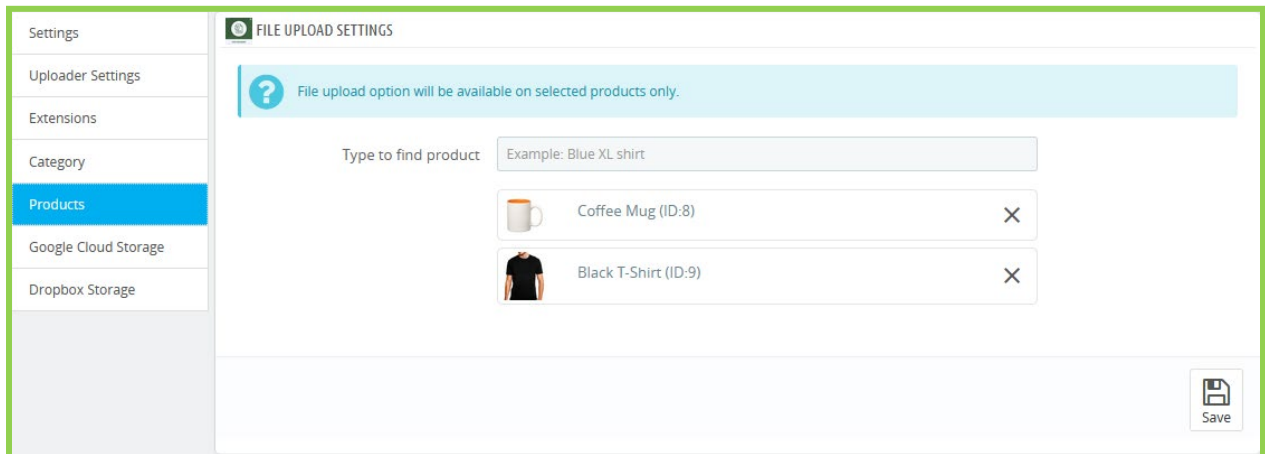 Settings
Uploader Settings
Extensions
Category
Products
Google Cloud Storage
Dropbox Storage
FILE UPLOAD SETTINGS
File upload option will be available on selected products only.
Type to find product
Example: Blue XL shirt
Coffee Mug (ID:8)
Black T-Shirt (ID:9)
Save